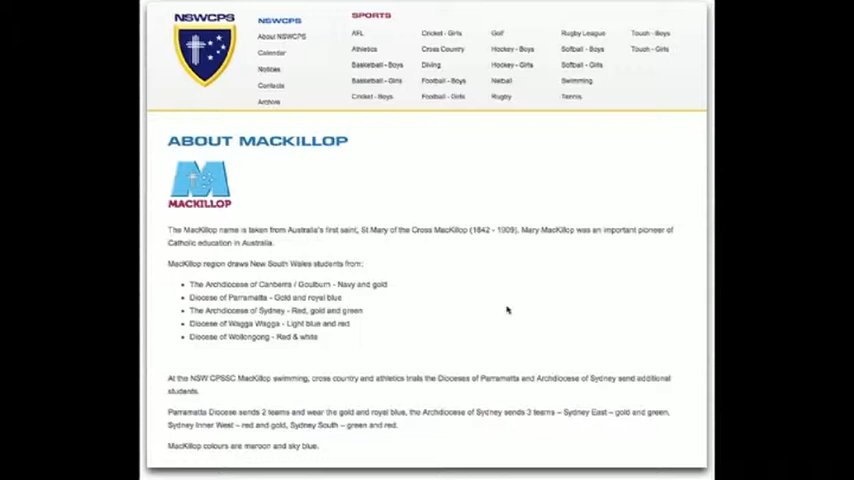 NSWCPS
NSWCPS
About NSWCPS
Calendar
Notices
Contacts
Archive
SPORTS
AFL
Athletics
Basketball - Boys
Basketball - Girls
Cricket - Boys
Cricket - Girls
Cross Country
Diving
Football - Boys
Football - Girls
Golf
Hockey - Boys
Hockey - Girls
Netball
Rugby
Rugby League
Softball - Boys
Softball - Girls
Swimming
Tennis
Touch - Boys
Touch - Girls
ABOUT MACKILLOP
M
MACKILLOP
The MacKillop name is taken from Australia's first saint, St Mary of the Cross MacKillop (1842 - 1909). Mary MacKillop was an important pioneer of
Catholic education in Australia.
MacKillop region draws New South Wales students from:
The Archdiocese of Canberra / Goulburn - Navy and gold
Diocese of Parramatta - Gold and royal blue
The Archdiocese of Sydney - Red, gold and green
Diocese of Wagga Wagga - Light blue and red
Diocese of Wollongong - Red & white
At the NSW CPSSC MacKillop swimming, cross country and athletics trials the Dioceses of Parramatta and Archdiocese of Sydney send additional
students.
Parramatta Diocese sends 2 teams and wear the gold and royal blue, the Archdiocese of Sydney sends 3 teams – Sydney East – gold and green,
Sydney Inner West – red and gold, Sydney South – green and red.
MacKillop colours are maroon and sky blue.